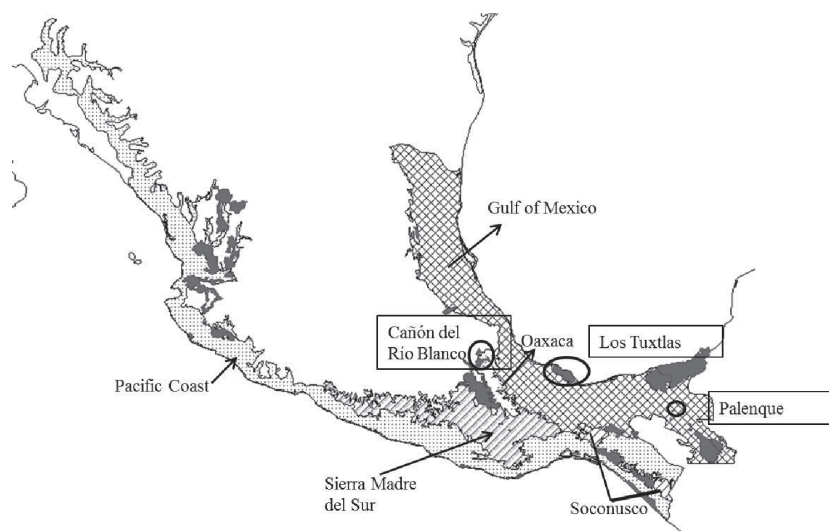 Gulf of Mexico
Cañón del
Río Blanco
Oaxaca
Los Tuxtlas
Pacific Coast
Palenque
Sierra Madre
del Sur
Soconusco